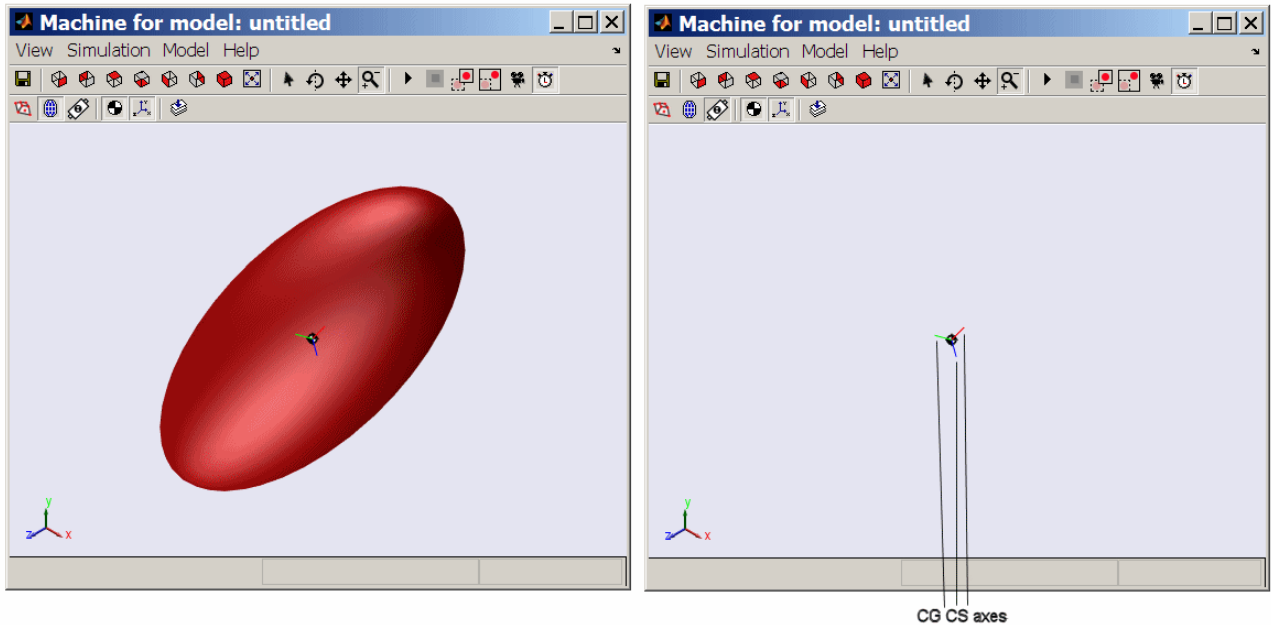 Machine for model: untitled
View Simulation Model Help
y
z x
Machine for model: untitled
View Simulation Model Help
y
z x
CG CS axes